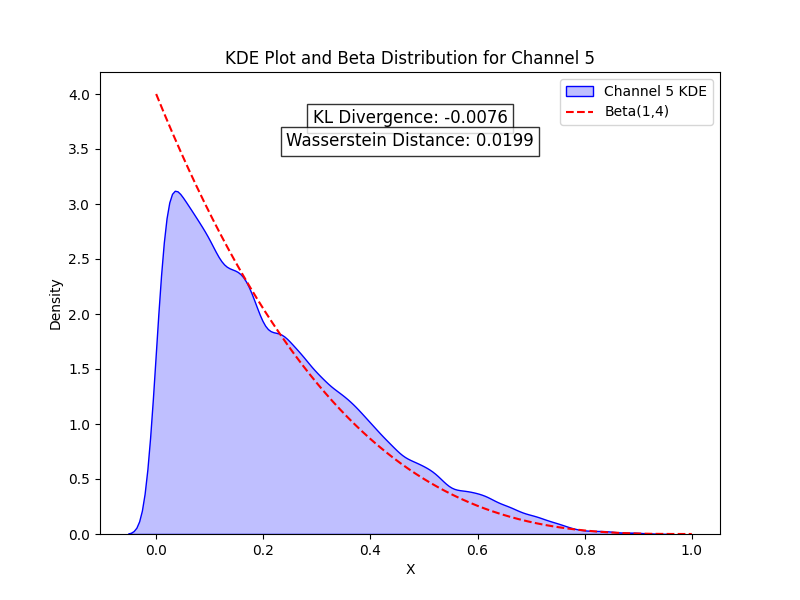 KDE Plot and Beta Distribution for Channel 5
KL Divergence: -0.0076
Wasserstein Distance: 0.0199
Channel 5 KDE
Beta(1,4)
Density
4.0
3.5
3.0
2.5
2.0
1.5
1.0
0.5
0.0
0.0 0.2 0.4 0.6 0.8 1.0
X